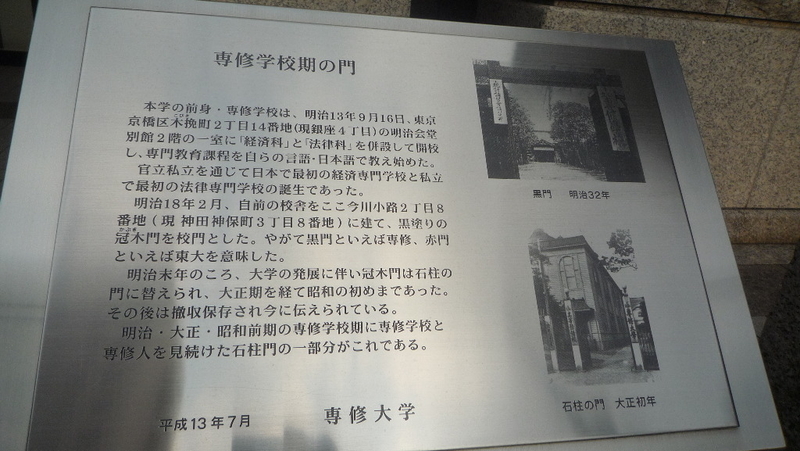 専修学校期の門
本学の前身・専修学校は、明治13年9月16日、東京
京橋区木挽町2丁目14番地(現銀座4丁目)の明治会堂
別館2階の一室に「経済科」と「法律科」を併設して開校
し、専門教育課程を自らの言語・日本語で教え始めた。
官立私立を通じて日本で最初の経済専門学校と私立
で最初の法律専門学校の誕生であった。
明治18年2月、自前の校舎をここ今川小路2丁目8
番地(現 神田神保町3丁目8番地)に建て、黒塗りの
冠木門を校門とした。やがて黒門といえば専修、赤門
といえば東大を意味した。
明治末年のころ、大学の発展に伴い冠木門は石柱の
門に替えられ、大正期を経て昭和の初めまであった。
その後は撤収保存され今に伝えられている。
明治・大正・昭和前期の専修学校期に専修学校と
専修人を見続けた石柱門の一部分がこれである。
平成13年7月
専修大学
黒門 明治32年
石柱の門 大正初年